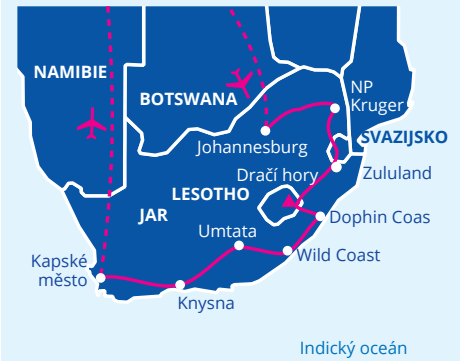 NAMIBIE
BOTSWANA
NP
Kruger
SVAZIJSKO
Johannesburg
Dračí hory
Zululand
LESOTHO
JAR
Dophin Coas
Umtata
Wild Coast
Kapské
město
Knysna
Indický oceán